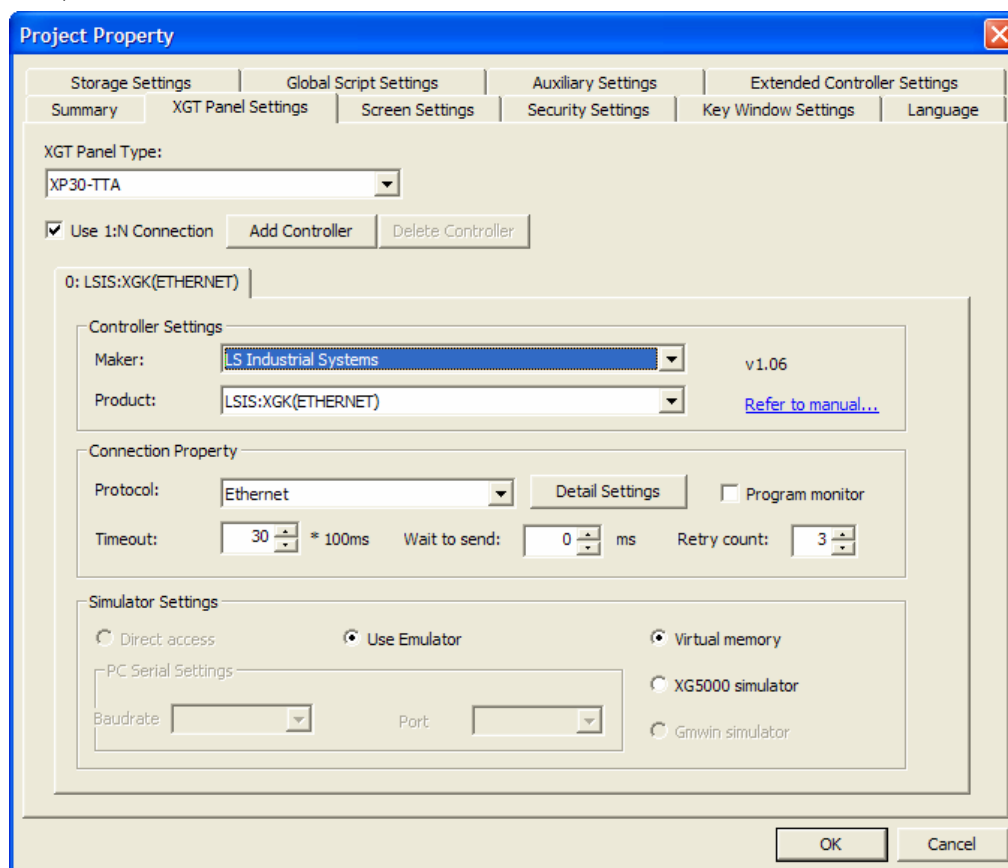 Project Property
Storage Settings Global Script Settings Auxiliary Settings Extended Controller Settings
Summary XGT Panel Settings Screen Settings Security Settings Key Window Settings Language
XGT Panel Type:
XP30-TTA
Use 1:N Connection Add Controller Delete Controller
0: LSIS:XGK(ETHERNET)
Controller Settings
Maker: LS Industrial Systems v1.06
Product: LSIS:XGK(ETHERNET) Refer to manual...
Connection Property
Protocol: Ethernet Detail Settings Program monitor
Timeout: 30 * 100ms Wait to send: 0 ms Retry count: 3
Simulator Settings
Direct access Use Emulator Virtual memory
PC Serial Settings
XG5000 simulator
Baudrate Port
Gmwin simulator
OK Cancel